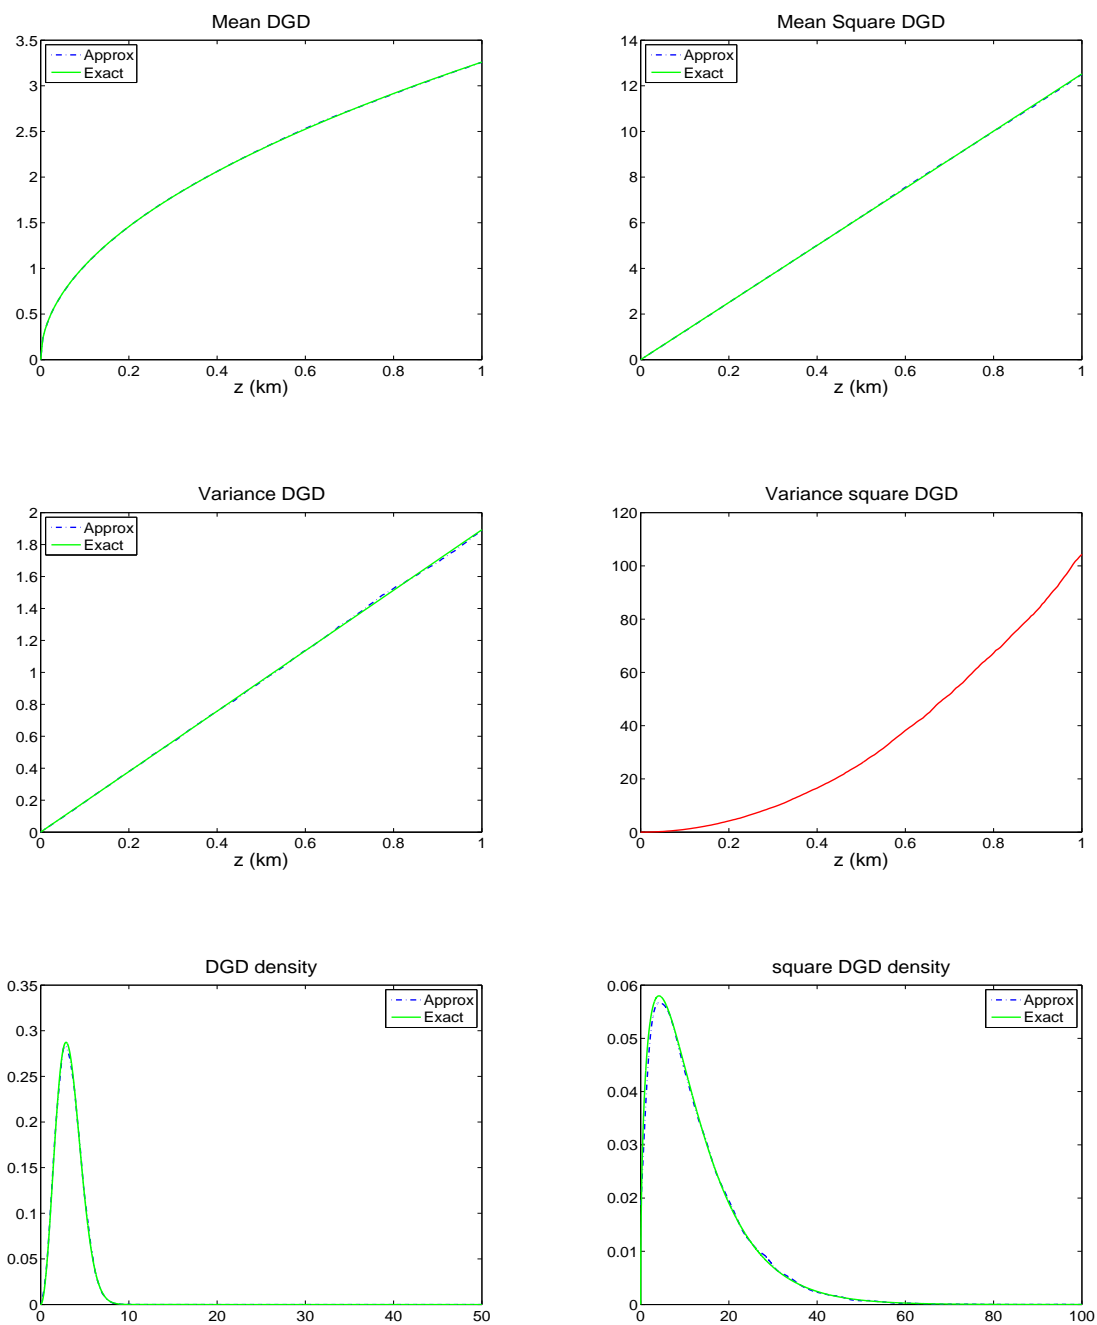 Mean DGD
3.5
3
2.5
2
1.5
1
0.5
0
Approx
Exact
0 0.2 0.4 0.6 0.8 1
z (km)
Mean Square DGD
14
12
10
8
6
4
2
0
Approx
Exact
0 0.2 0.4 0.6 0.8 1
z (km)
Variance DGD
2
1.8
1.6
1.4
1.2
1
0.8
0.6
0.4
0.2
0
Approx
Exact
0 0.2 0.4 0.6 0.8 1
z (km)
Variance square DGD
120
100
80
60
40
20
0
0 0.2 0.4 0.6 0.8 1
z (km)
DGD density
0.35
0.3
0.25
0.2
0.15
0.1
0.05
0
Approx
Exact
0 10 20 30 40 50
square DGD density
0.06
0.05
0.04
0.03
0.02
0.01
0
Approx
Exact
0 20 40 60 80 100